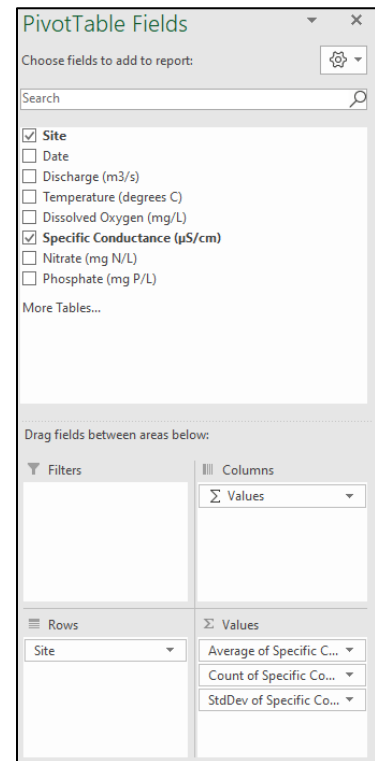 PivotTable Fields
Choose fields to add to report:
Search
Site
Date
Discharge (m3/s)
Temperature (degrees C)
Dissolved Oxygen (mg/L)
Specific Conductance (µS/cm)
Nitrate (mg N/L)
Phosphate (mg P/L)
More Tables...
Drag fields between areas below:
Filters
Columns
Σ Values
Rows
Σ Values
Site
Average of Specific C...
Count of Specific Co...
StdDev of Specific Co...